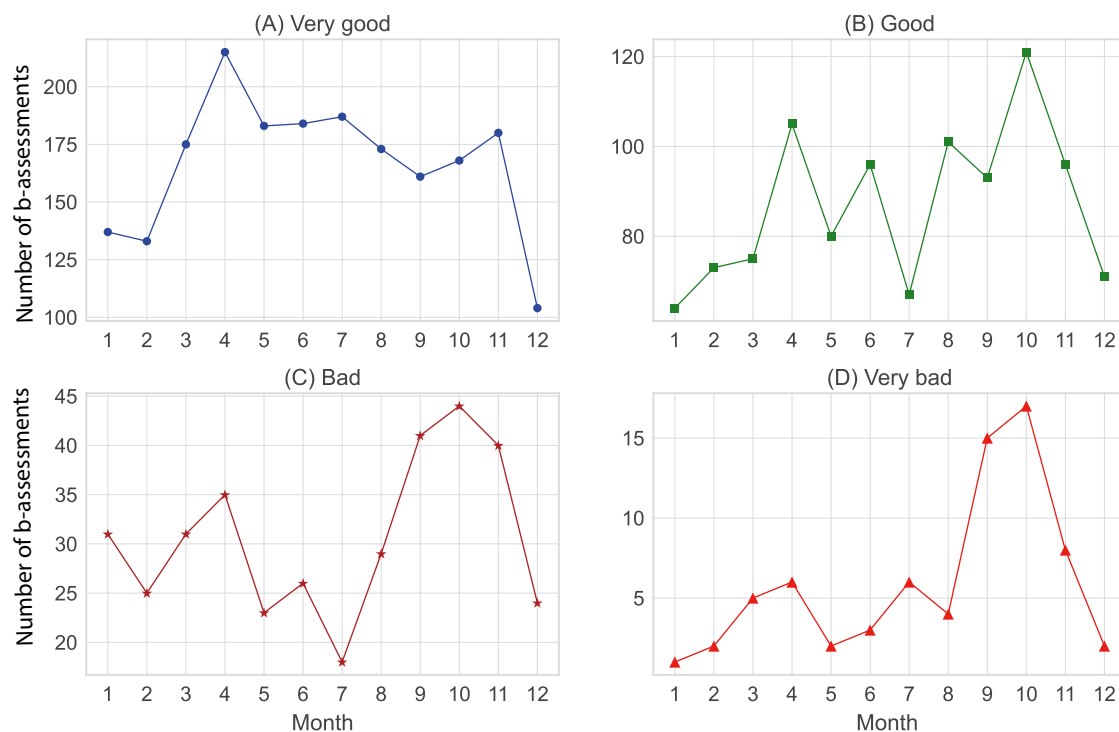 (A) Very good
Number of b-assessments
200
175
150
125
100
1 2 3 4 5 6 7 8 9 10 11 12
(B) Good
120
100
80
1 2 3 4 5 6 7 8 9 10 11 12
(C) Bad
Number of b-assessments
45
40
35
30
25
20
1 2 3 4 5 6 7 8 9 10 11 12
Month
(D) Very bad
15
10
5
1 2 3 4 5 6 7 8 9 10 11 12
Month